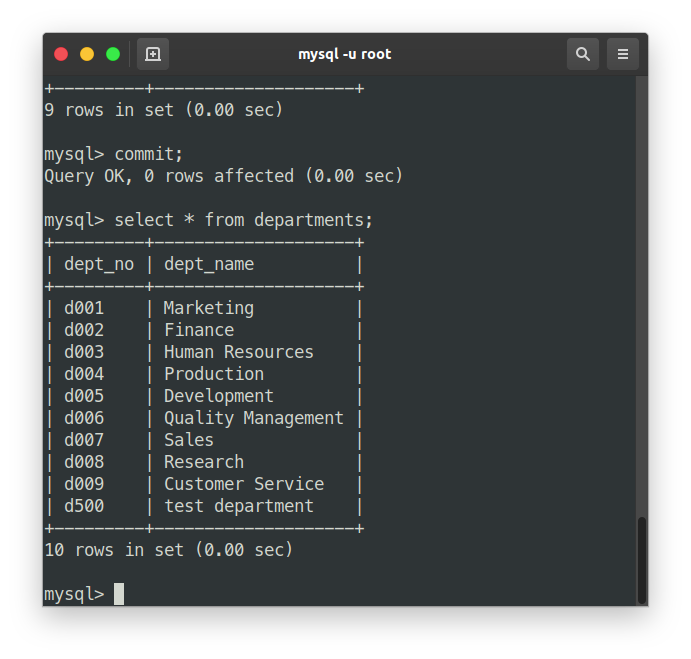 mysql -u root
+---------+--------------------+
9 rows in set (0.00 sec)
mysql> commit;
Query OK, 0 rows affected (0.00 sec)
mysql> select * from departments;
+---------+--------------------+
| dept_no | dept_name          |
+---------+--------------------+
| d001    | Marketing          |
| d002    | Finance            |
| d003    | Human Resources    |
| d004    | Production         |
| d005    | Development        |
| d006    | Quality Management |
| d007    | Sales              |
| d008    | Research           |
| d009    | Customer Service   |
| d500    | test department    |
+---------+--------------------+
10 rows in set (0.00 sec)
mysql>